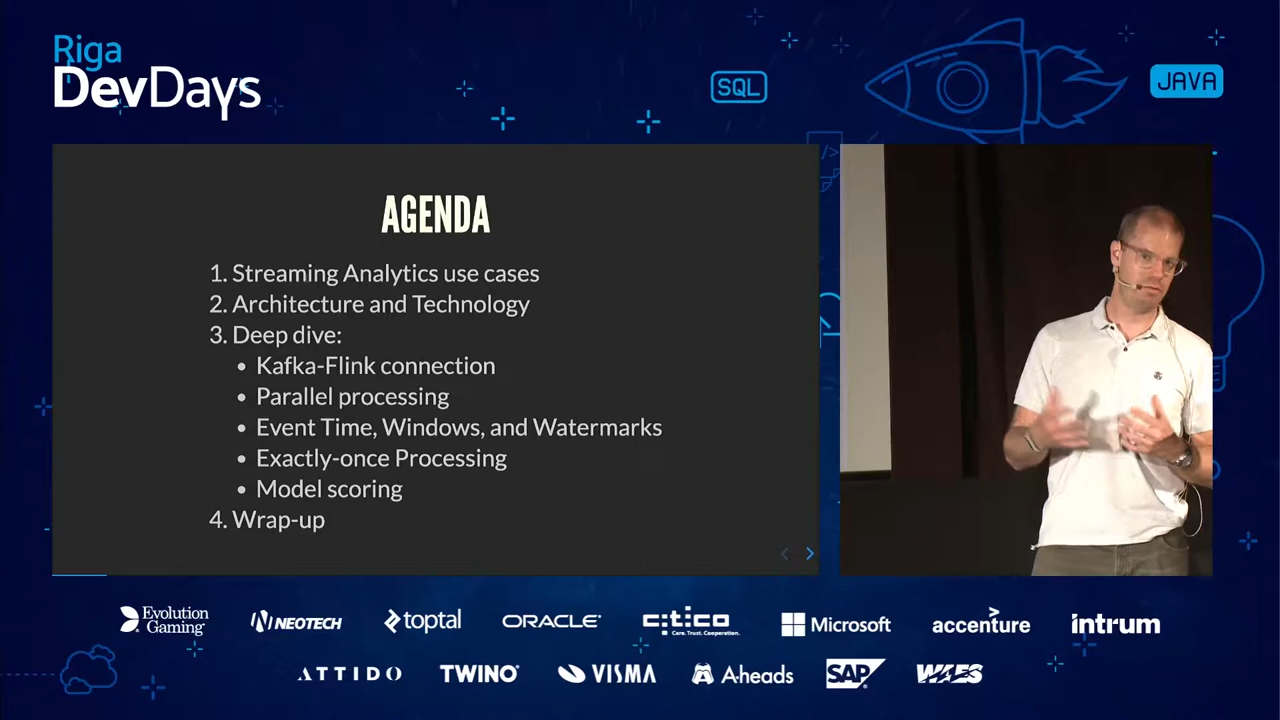 Riga
DevDays
SQL
JAVA
</>
AGENDA
1. Streaming Analytics use cases
2. Architecture and Technology
3. Deep dive:
• Kafka-Flink connection
• Parallel processing
• Event Time, Windows, and Watermarks
• Exactly-once Processing
• Model scoring
4. Wrap-up
Evolution Gaming NEOTECH toptal ORACLE citco Care. Trust. Cooperation. Microsoft accenture intrum
ATTIDO TWINO VISMA A-heads SAP WAES